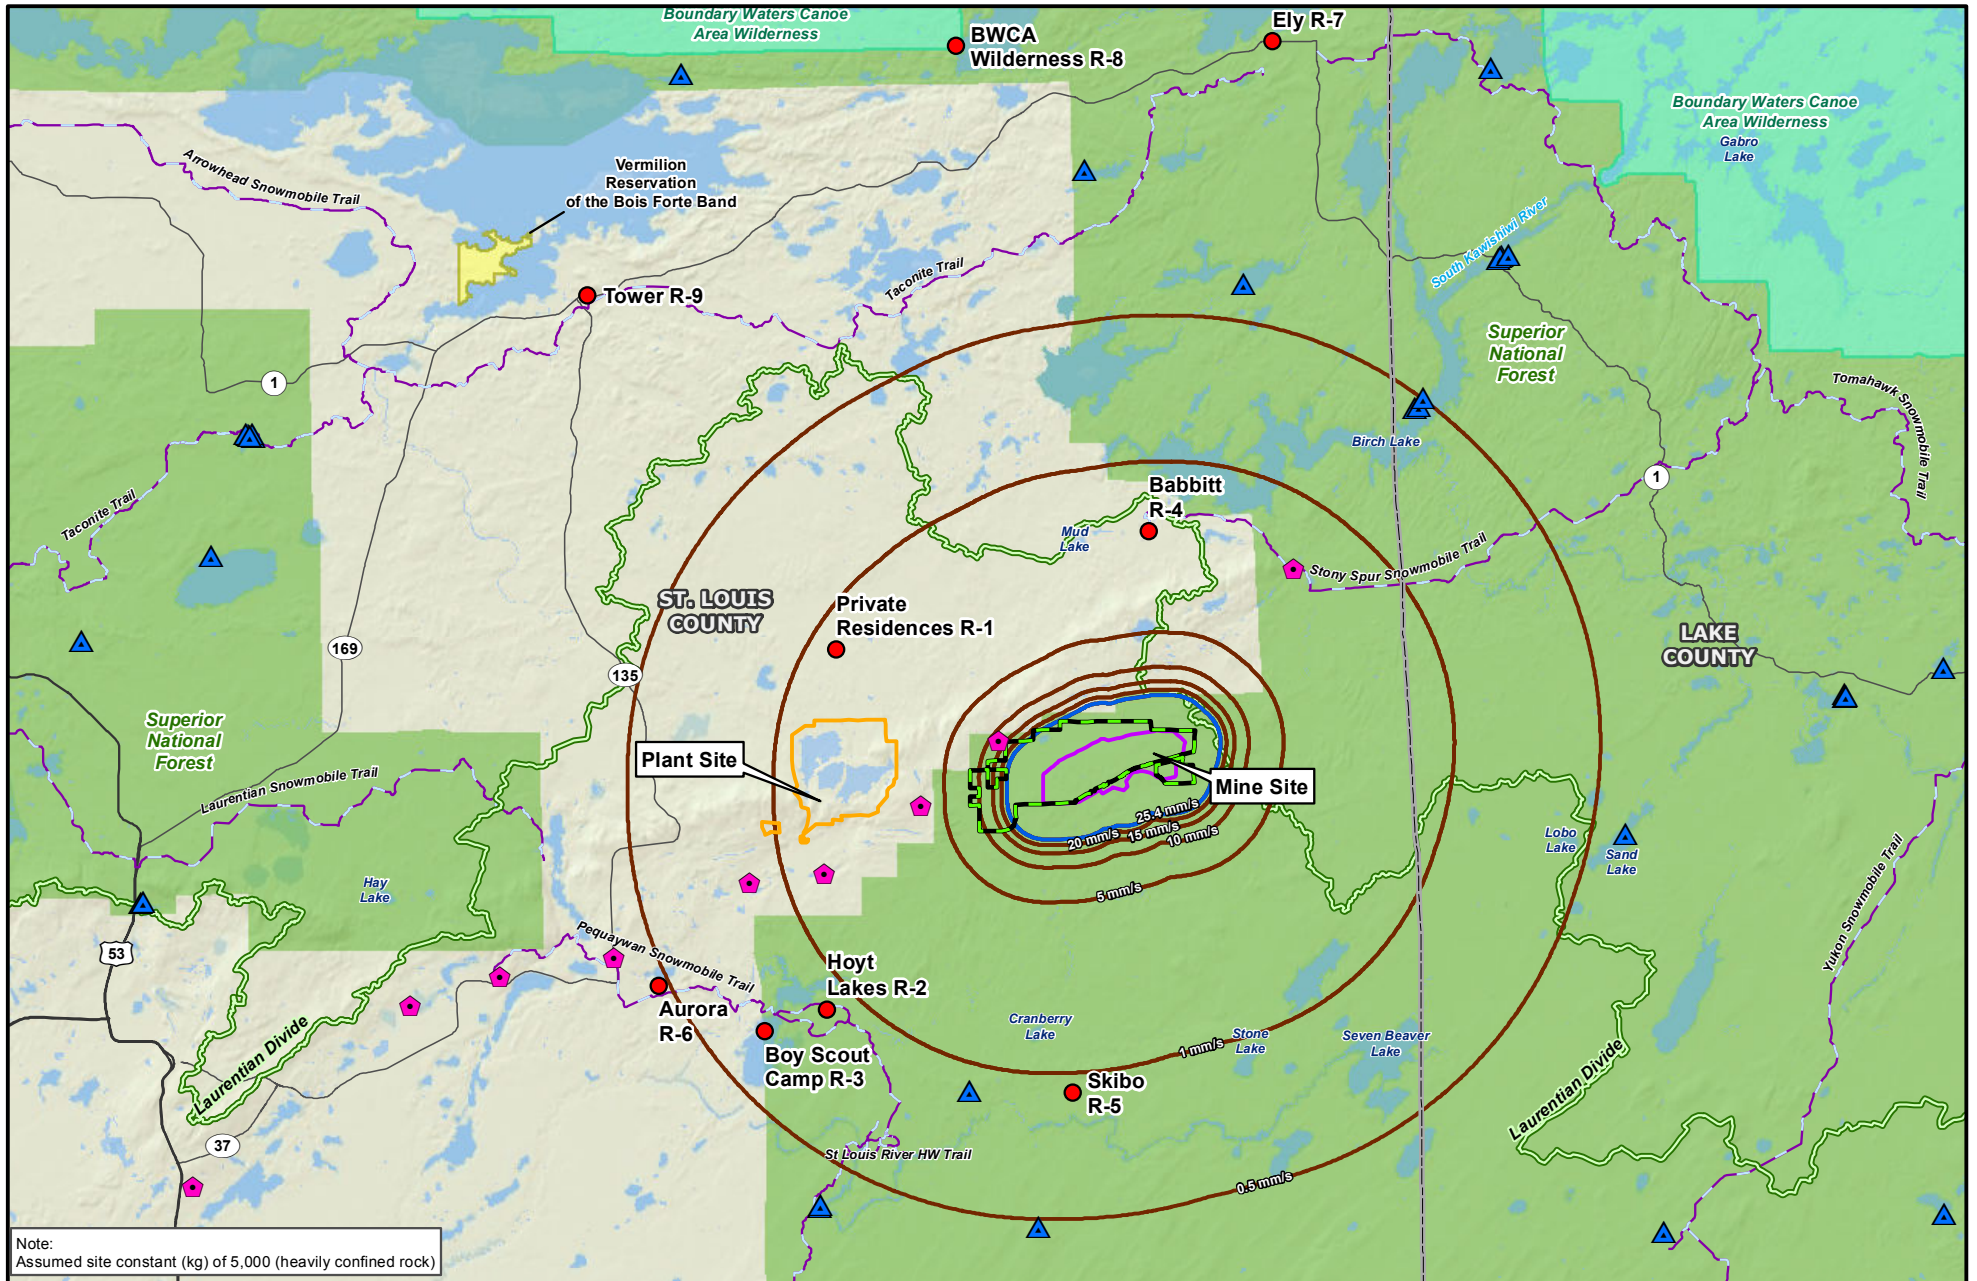 Boundary Waters Canoe
Area Wilderness
BWCA
Wilderness R-8
Ely R-7
Boundary Waters Canoe
Area Wilderness
Gabro
Lake
Arrowhead Snowmobile Trail
Vermilion
Reservation
of the Bois Forte Band
South Kawishiwi River
Taconite Trail
Tower R-9
Superior
National
Forest
1
Tomahawk Snowmobile Trail
Birch Lake
1
Taconite Trail
Babbitt
R-4
Mud
Lake
Stony Spur Snowmobile Trail
ST. LOUIS
COUNTY
Private
Residences R-1
LAKE
COUNTY
169
135
Superior
National
Forest
Plant Site
Mine Site
Laurentian Snowmobile Trail
25.4 mm/s
20 mm/s
15 mm/s
10 mm/s
5 mm/s
Lobo
Lake
Sand
Lake
Yukon Snowmobile Trail
Hay
Lake
53
Pequaywan Snowmobile Trail
Hoyt
Lakes R-2
Aurora
R-6
Cranberry
Lake
Stone
Lake
Seven Beaver
Lake
1 mm/s
Boy Scout
Camp R-3
Skibo
R-5
Laurentian Divide
Laurentian Divide
37
St Louis River HW Trail
0.5 mm/s
Note:
Assumed site constant (kg) of 5,000 (heavily confined rock)